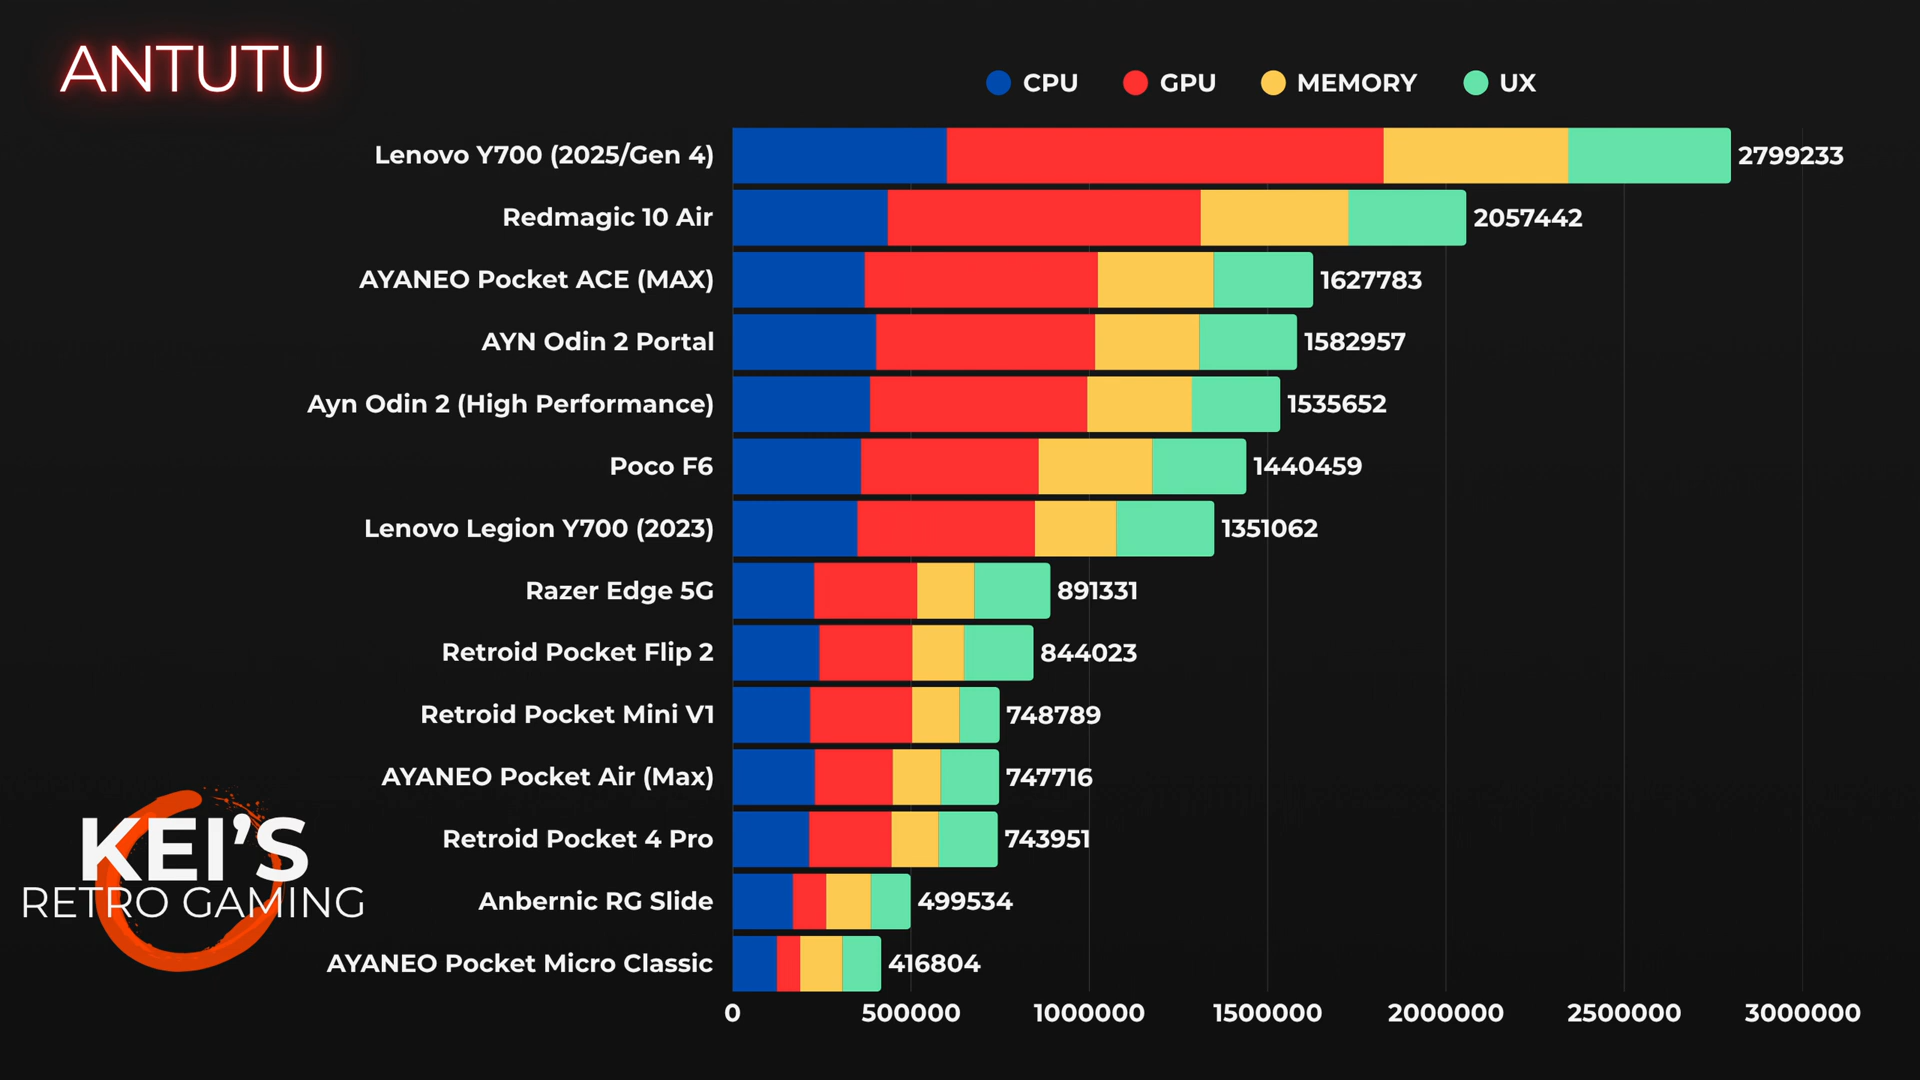 ANTUTU
CPU GPU MEMORY UX
Lenovo Y700 (2025/Gen 4) 2799233
Redmagic 10 Air 2057442
AYANEO Pocket ACE (MAX) 1627783
AYN Odin 2 Portal 1582957
Ayn Odin 2 (High Performance) 1535652
Poco F6 1440459
Lenovo Legion Y700 (2023) 1351062
Razer Edge 5G 891331
Retroid Pocket Flip 2 844023
Retroid Pocket Mini V1 748789
AYANEO Pocket Air (Max) 747716
Retroid Pocket 4 Pro 743951
Anbernic RG Slide 499534
AYANEO Pocket Micro Classic 416804
0 500000 1000000 1500000 2000000 2500000 3000000
KEI'S
RETRO GAMING